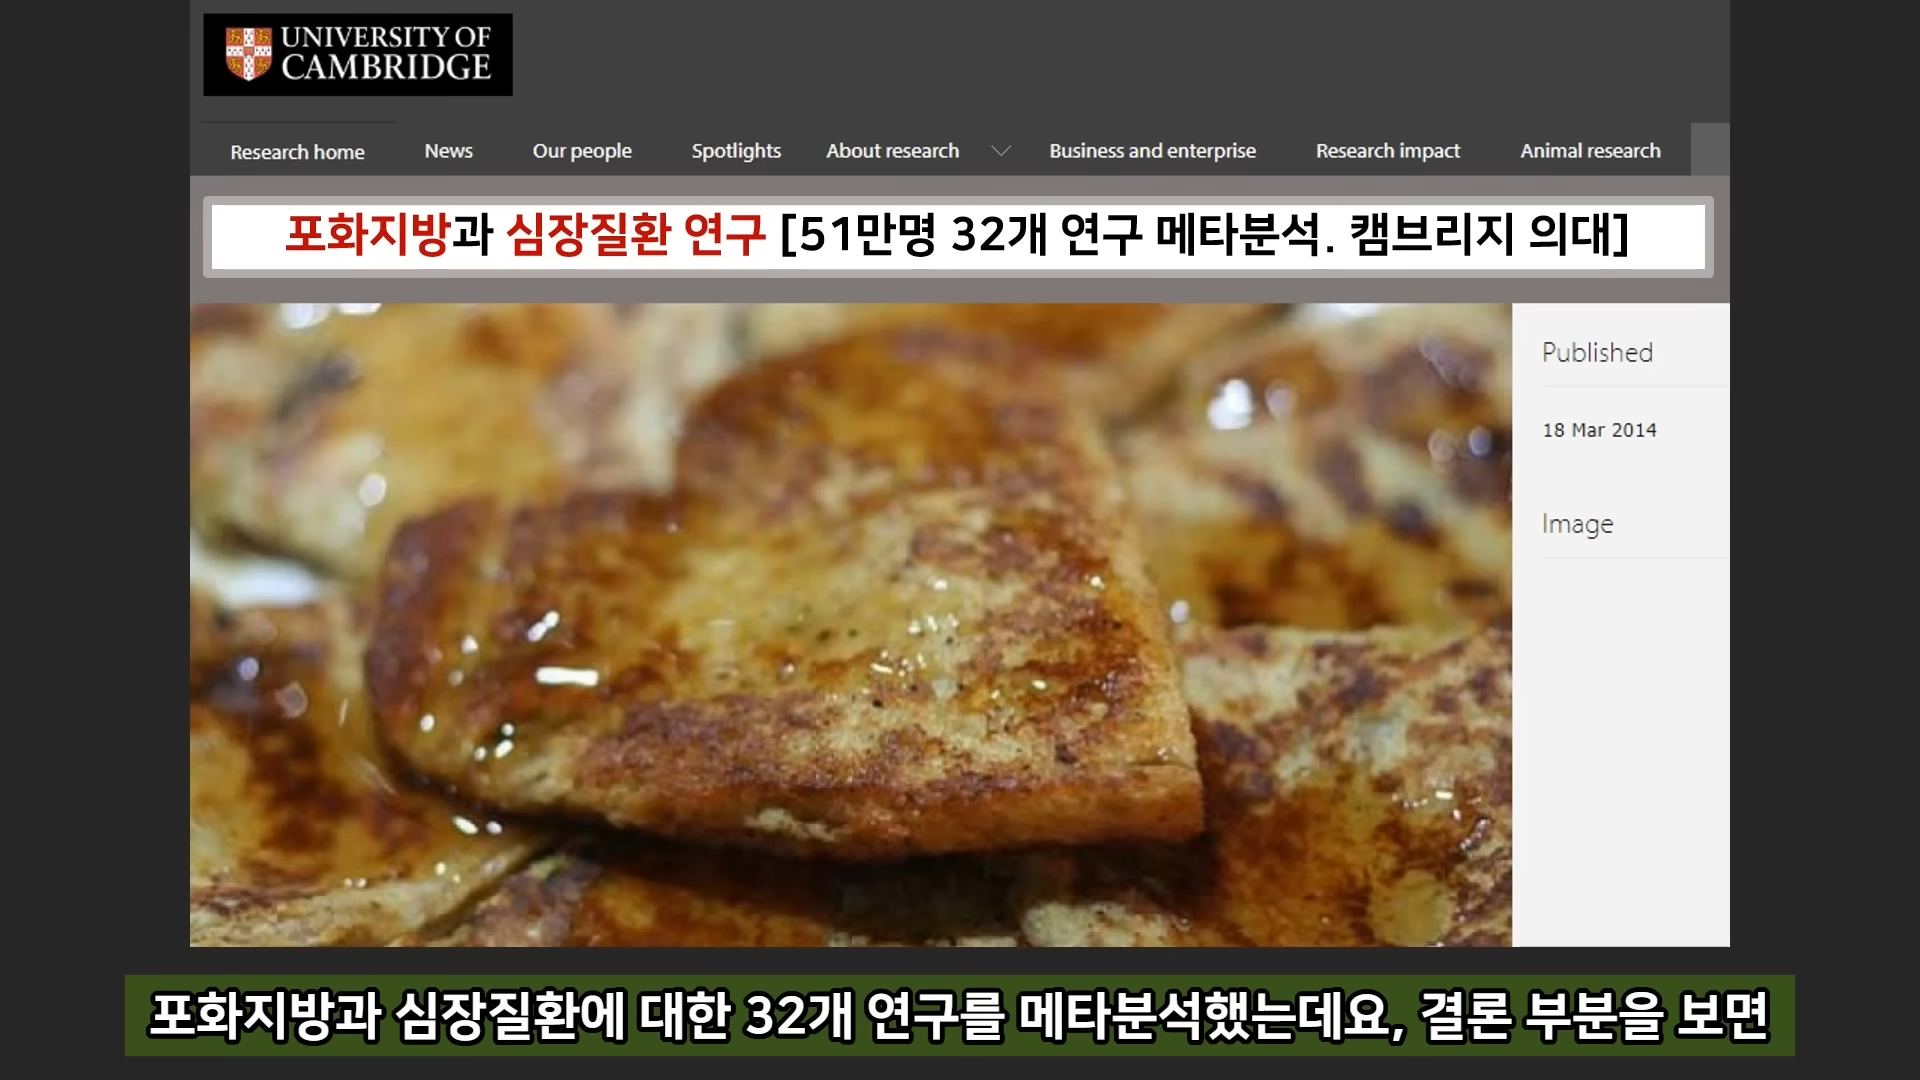 UNIVERSITY OF
CAMBRIDGE
Research home News Our people Spotlights About research Business and enterprise Research impact Animal research
포화지방과 심장질환 연구 [51만명 32개 연구 메타분석. 캠브리지 의대]
Published
18 Mar 2014
Image
포화지방과 심장질환에 대한 32개 연구를 메타분석했는데요, 결론 부분을 보면